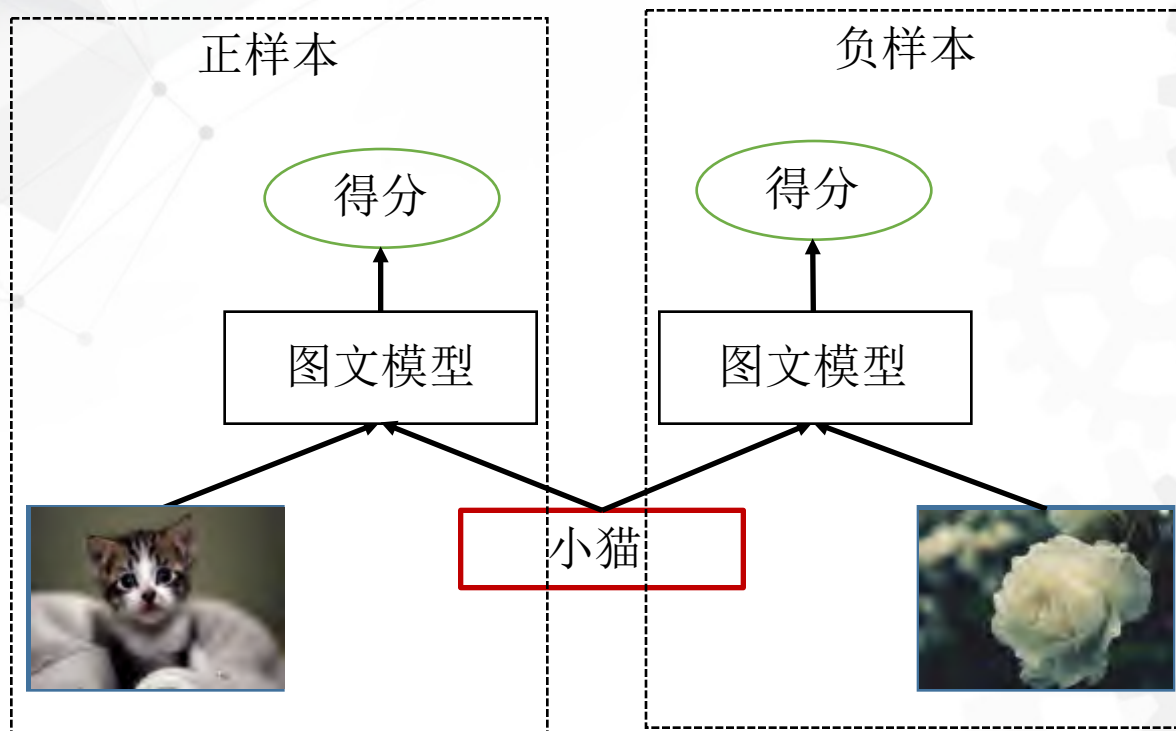 正样本
负样本
得分
得分
图文模型
图文模型
小猫